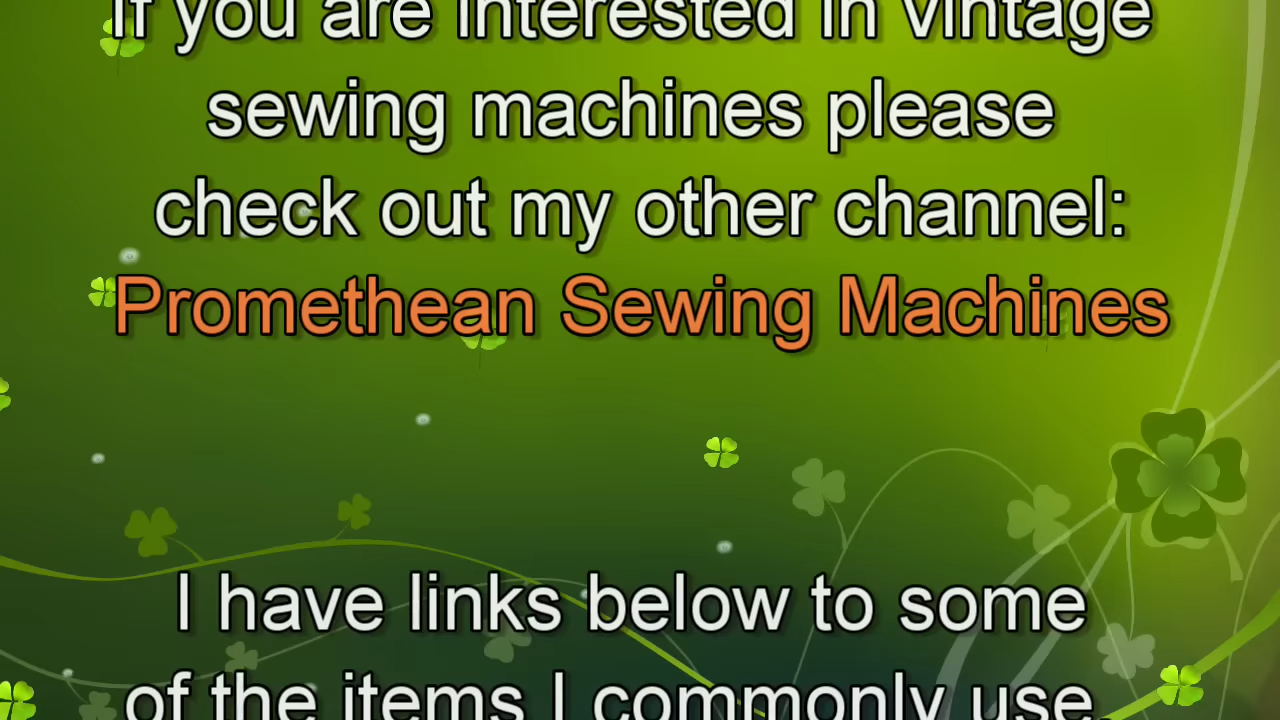 If you are interested in vintage
sewing machines please
check out my other channel:
Promethean Sewing Machines
I have links below to some
of the items I commonly use